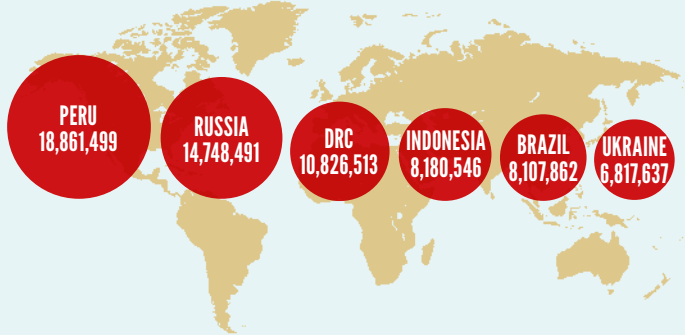 PERU
18,861,499
RUSSIA
14,748,491
DRC
10,826,513
INDONESIA
8,180,546
BRAZIL
8,107,862
UKRAINE
6,817,637